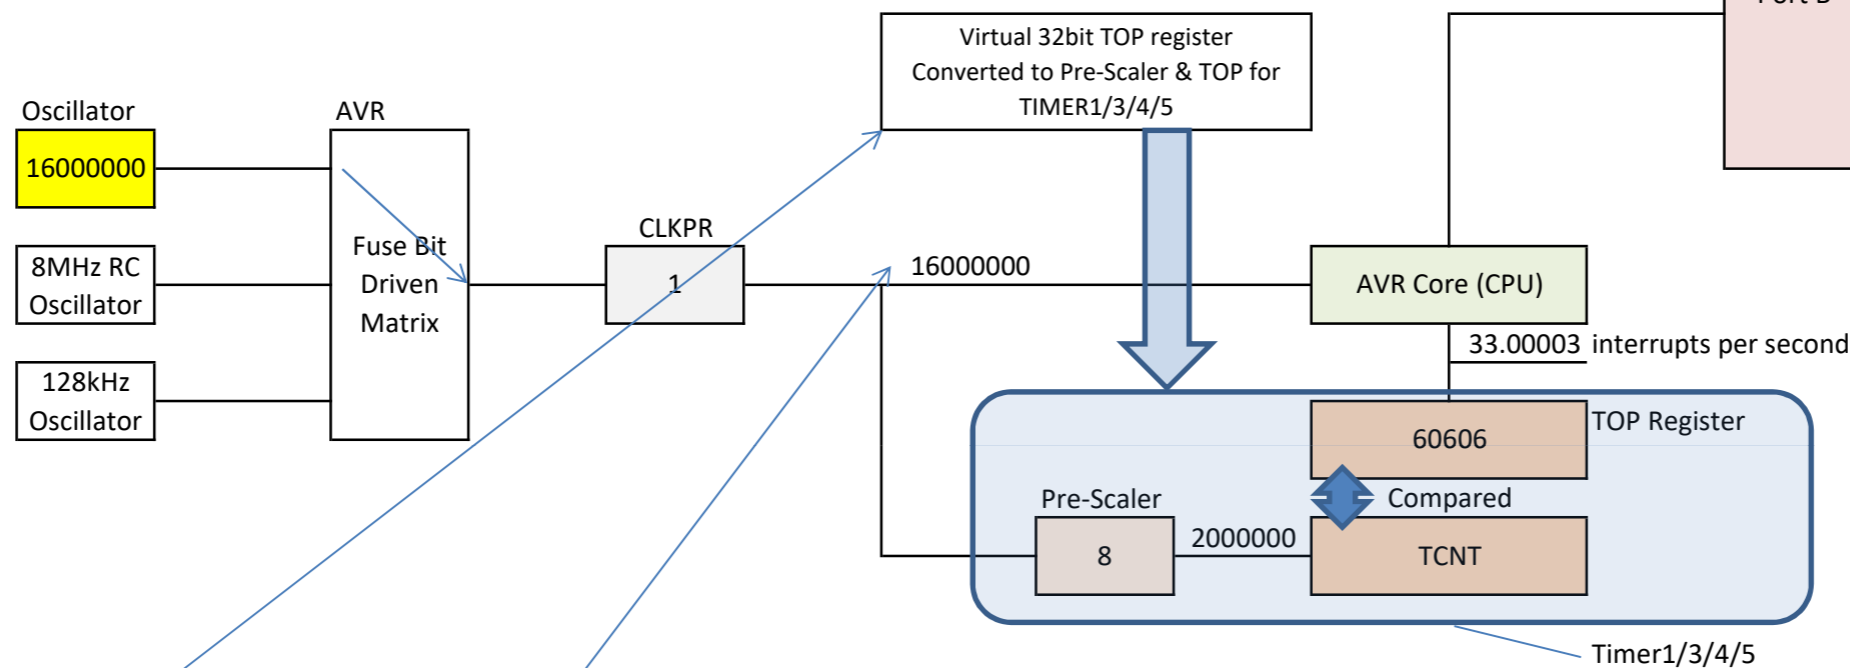 Virtual 32bit TOP register
Converted to Pre-Scaler & TOP for
TIMER1/3/4/5
Oscillator
AVR
16000000
Fuse Bit
Driven
Matrix
8MHz RC
Oscillator
128kHz
Oscillator
CLKPR
1
16000000
AVR Core (CPU)
33.00003 interrupts per second
60606
TOP Register
Compared
Pre-Scaler
8
2000000
TCNT
Timer1/3/4/5